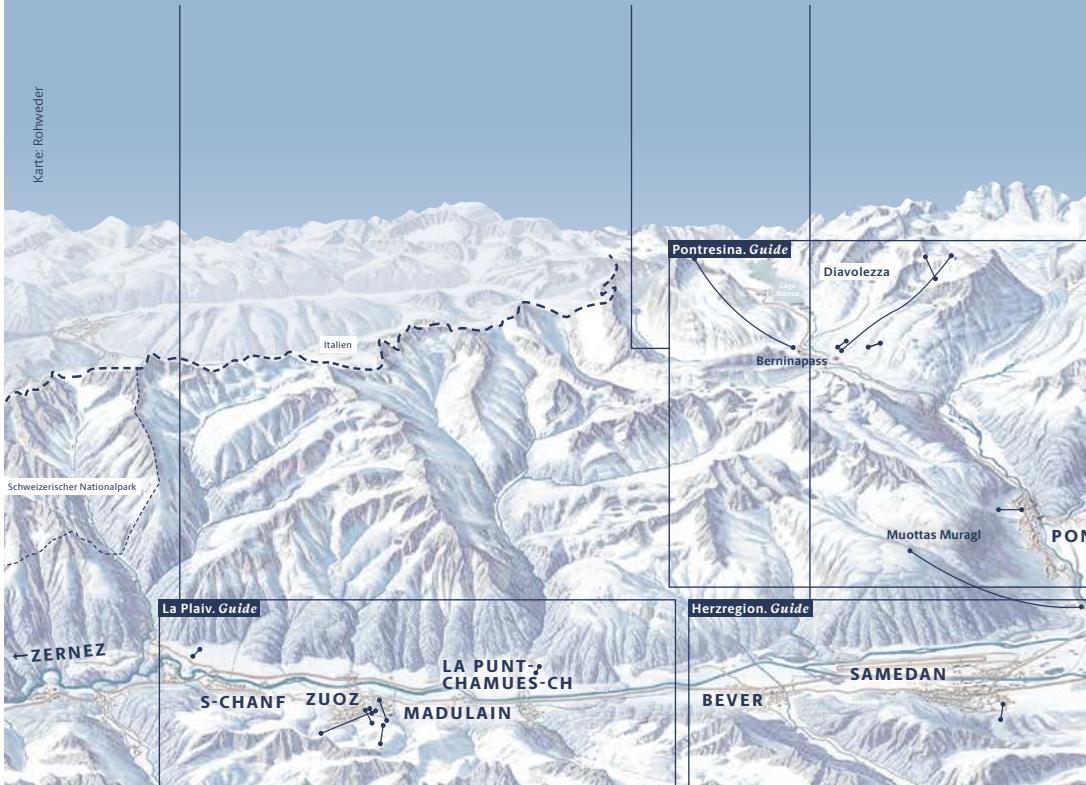 Karte: Rohweder
Pontresina. Guide
Diavolezza
Lago
Bianco
Italien
Berninapass
Schweizerischer Nationalpark
Muottas Muragl
PON
La Plaiv. Guide
Herzregion. Guide
←ZERNEZ
LA PUNT-
CHAMUES-CH
SAMEDAN
S-CHANF
ZUOZ
MADULAIN
BEVER